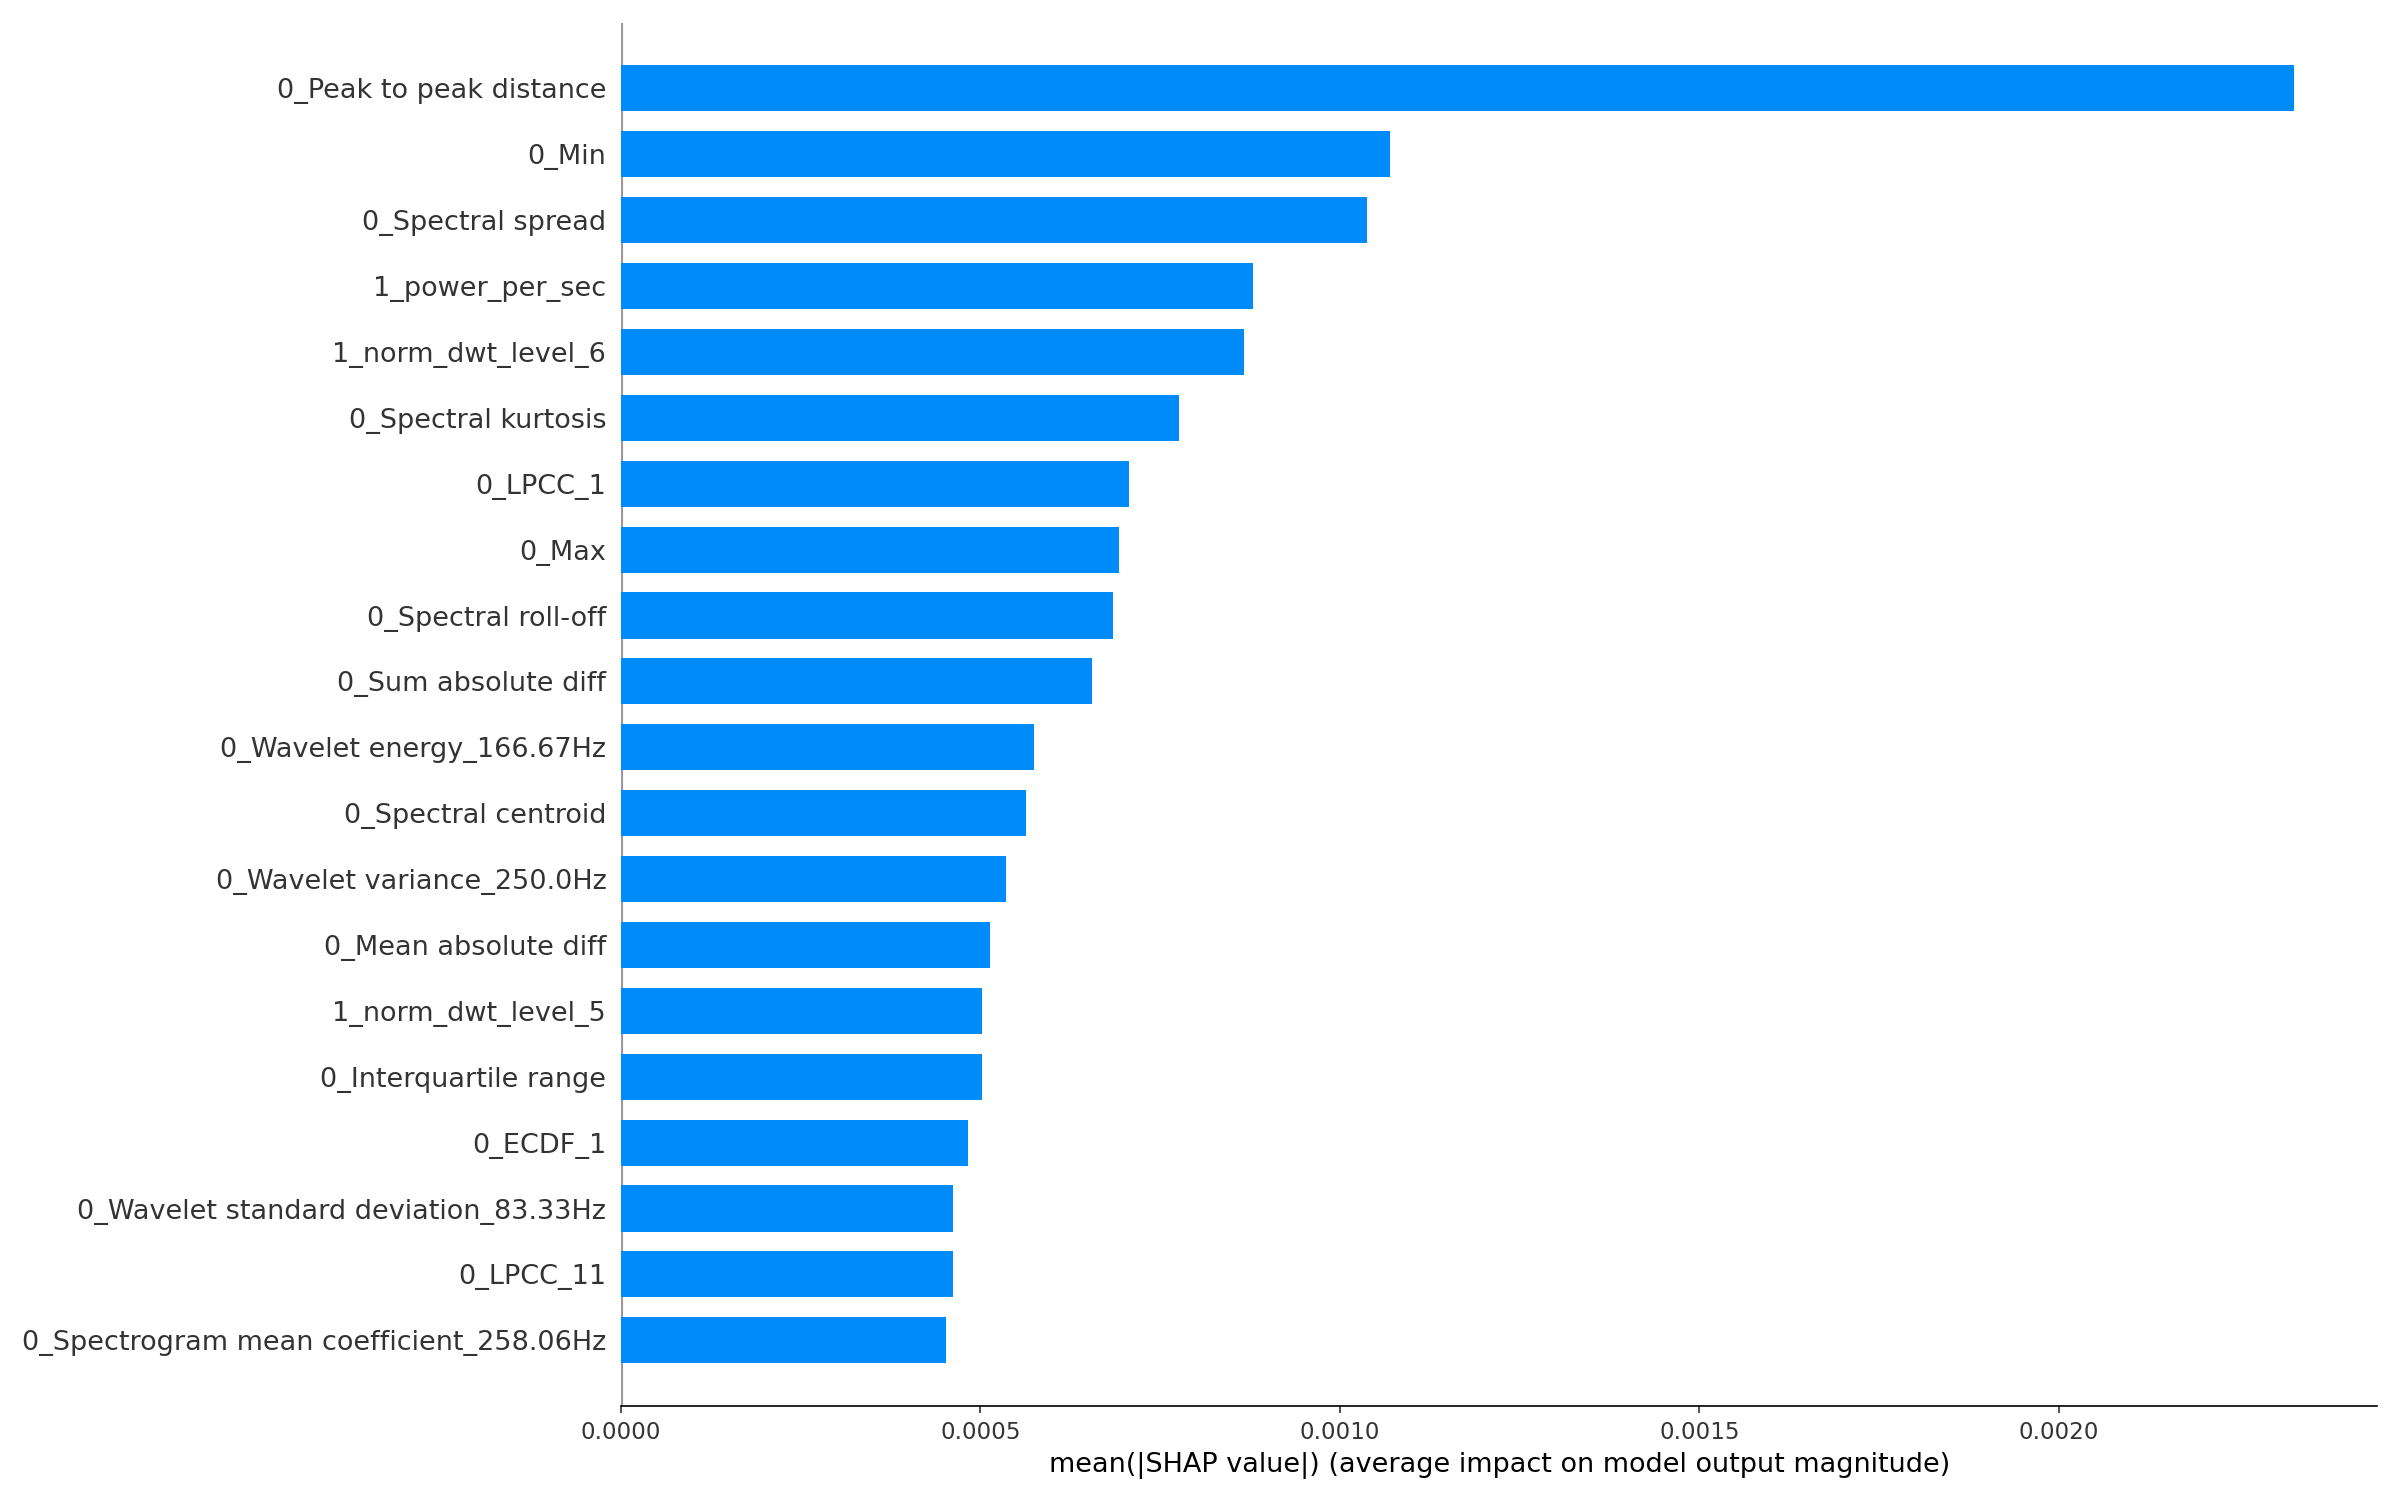 0_Peak to peak distance
0_Min
0_Spectral spread
1_power_per_sec
1_norm_dwt_level_6
0_Spectral kurtosis
0_LPCC_1
0_Max
0_Spectral roll-off
0_Sum absolute diff
0_Wavelet energy_166.67Hz
0_Spectral centroid
0_Wavelet variance_250.0Hz
0_Mean absolute diff
1_norm_dwt_level_5
0_Interquartile range
0_ECDF_1
0_Wavelet standard deviation_83.33Hz
0_LPCC_11
0_Spectrogram mean coefficient_258.06Hz
0.0000 0.0005 0.0010 0.0015 0.0020
mean(|SHAP value|) (average impact on model output magnitude)